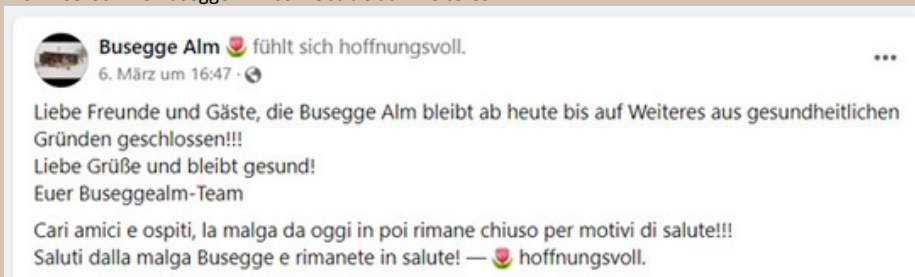 Busegge Alm 🌷 fühlt sich hoffnungsvoll.
6. März um 16:47 ·
Liebe Freunde und Gäste, die Busegge Alm bleibt ab heute bis auf Weiteres aus gesundheitlichen
Gründen geschlossen!!!
Liebe Grüße und bleibt gesund!
Euer Buseggealm-Team
Cari amici e ospiti, la malga da oggi in poi rimane chiuso per motivi di salute!!!
Saluti dalla malga Busegge e rimanete in salute! — 🌷 hoffnungsvoll.